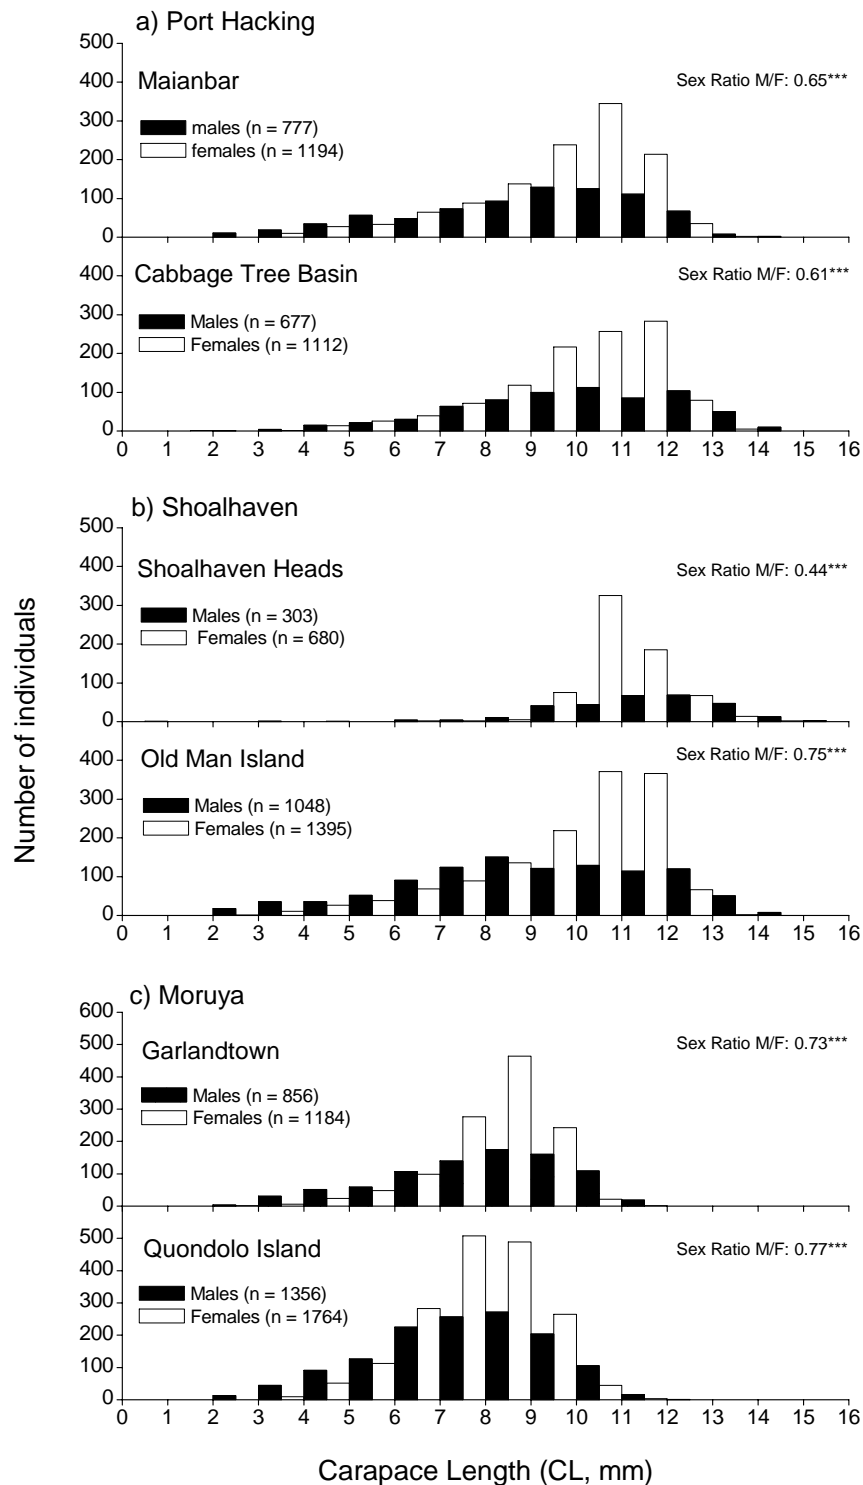 a) Port Hacking
500
400
300
200
100
0
Maianbar
Sex Ratio M/F: 0.65***
males (n = 777)
females (n = 1194)
400
300
200
100
0
Cabbage Tree Basin
Sex Ratio M/F: 0.61***
Males (n = 677)
Females (n = 1112)
0 1 2 3 4 5 6 7 8 9 10 11 12 13 14 15 16
b) Shoalhaven
500
400
300
200
100
0
Shoalhaven Heads
Sex Ratio M/F: 0.44***
Males (n = 303)
Females (n = 680)
400
300
200
100
0
Old Man Island
Sex Ratio M/F: 0.75***
Males (n = 1048)
Females (n = 1395)
0 1 2 3 4 5 6 7 8 9 10 11 12 13 14 15 16
c) Moruya
600
500
400
300
200
100
0
Garlandtown
Sex Ratio M/F: 0.73***
Males (n = 856)
Females (n = 1184)
500
400
300
200
100
0
Quondolo Island
Sex Ratio M/F: 0.77***
Males (n = 1356)
Females (n = 1764)
0 1 2 3 4 5 6 7 8 9 10 11 12 13 14 15 16
Number of individuals
Carapace Length (CL, mm)